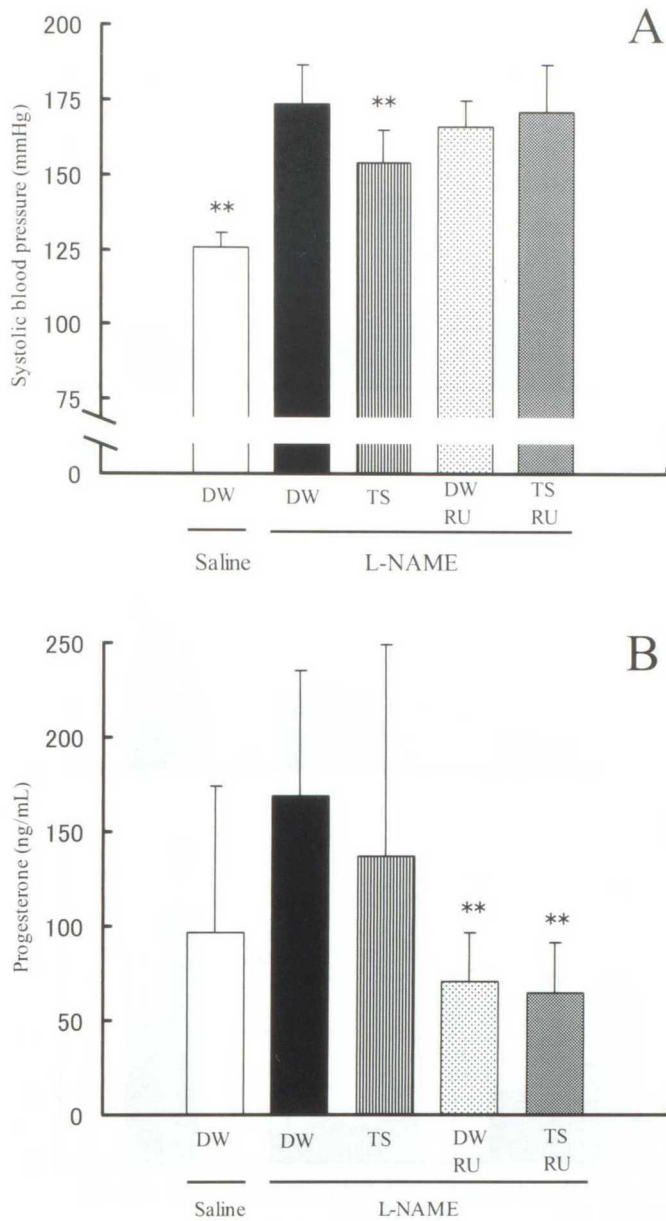 A
Systolic blood pressure (mmHg)
200
175
150
125
100
75
0
**
**
DW
DW
TS
DW
RU
TS
RU
Saline
L-NAME
B
Progesterone (ng/mL)
250
200
150
100
50
0
**
**
DW
DW
TS
DW
RU
TS
RU
Saline
L-NAME